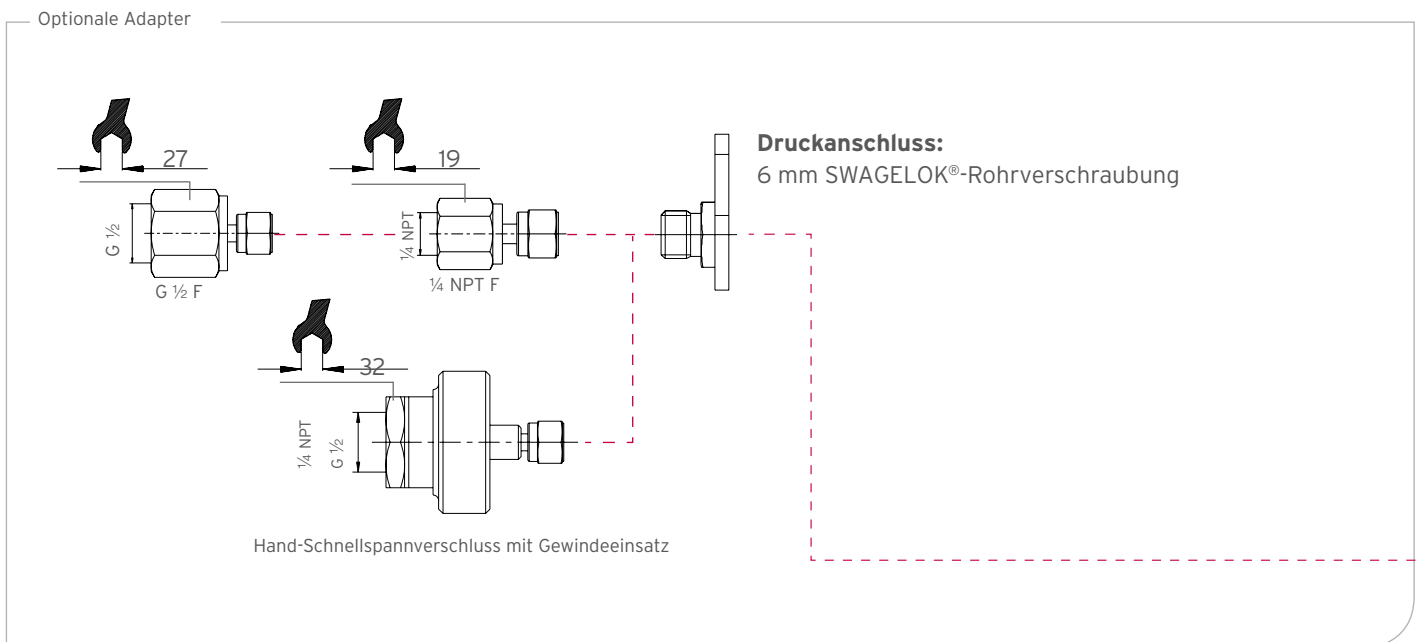 Optionale Adapter
27
19
Druckanschluss:
6 mm SWAGELOK®-Rohrverschraubung
G ½
¼ NPT
G ½ F
¼ NPT F
32
¼ NPT
G ½
Hand-Schnellspannverschluss mit Gewindeeinsatz